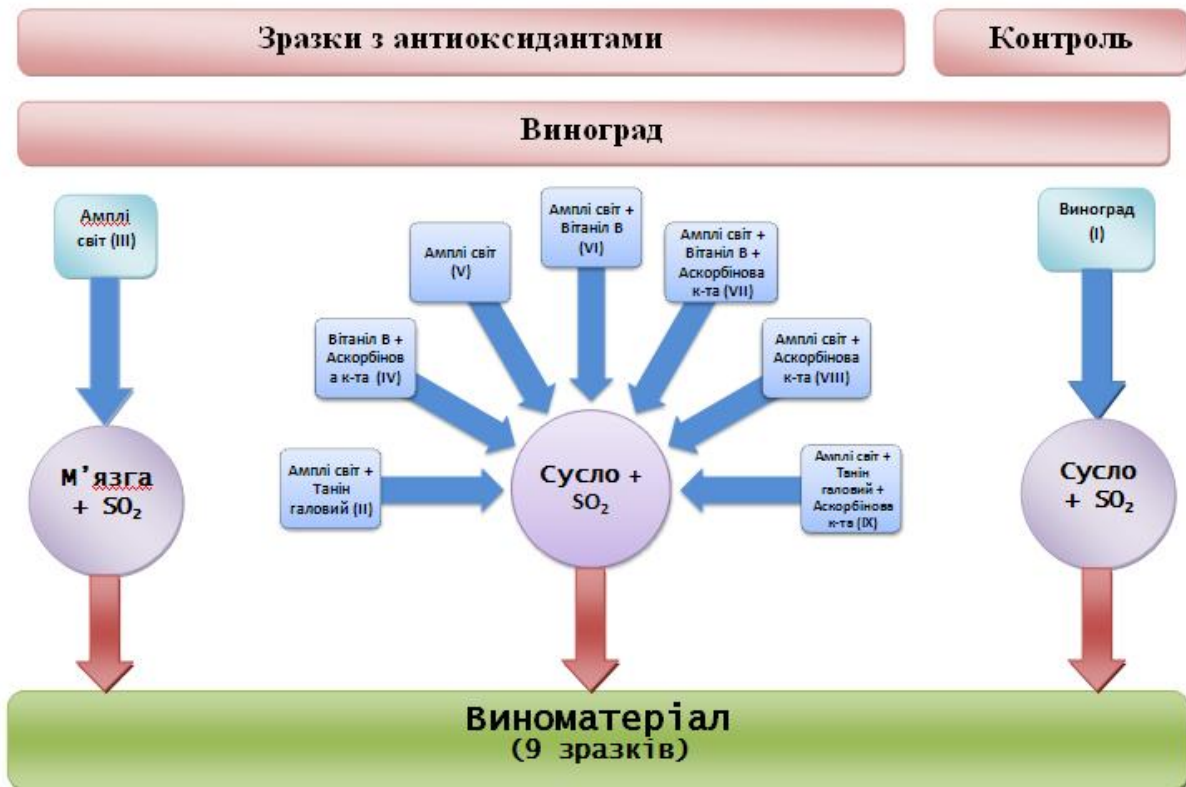 Зразки з антиоксидантами
Контроль
Виноград
Амплі
світ (III)
Вітаніл В +
Аскорбінов
а к-та (IV)
Амплі світ
(V)
Амплі світ +
Вітаніл В
(VI)
Амплі світ +
Вітаніл В +
Аскорбінова
к-та (VII)
Амплі світ +
Аскорбінова
к-та (VIII)
Виноград
(I)
Амплі світ +
Танін
галовий (II)
Амплі світ +
Танін
галовий +
Аскорбінова
к-та (IX)
М’язга
+ SO₂
Сусло +
SO₂
Сусло
+ SO₂
Виноматеріал
(9 зразків)